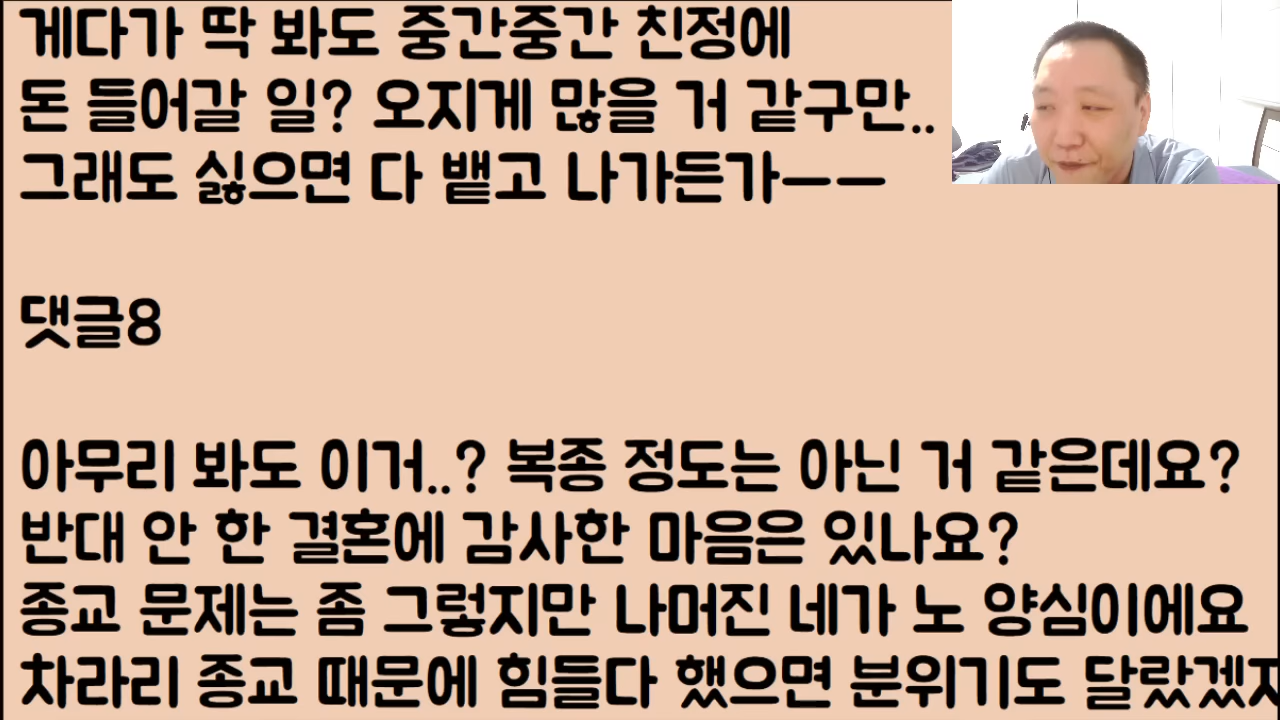 게다가 딱 봐도 중간중간 친정에
돈 들어갈 일? 오지게 많을 거 같구만..
그래도 싫으면 다 뱉고 나가든가ㅡㅡ
댓글8
아무리 봐도 이거..? 복종 정도는 아닌 거 같은데요?
반대 안 한 결혼에 감사한 마음은 있나요?
종교 문제는 좀 그렇지만 나머진 네가 노 양심이에요
차라리 종교 때문에 힘들다 했으면 분위기도 달랐겠지